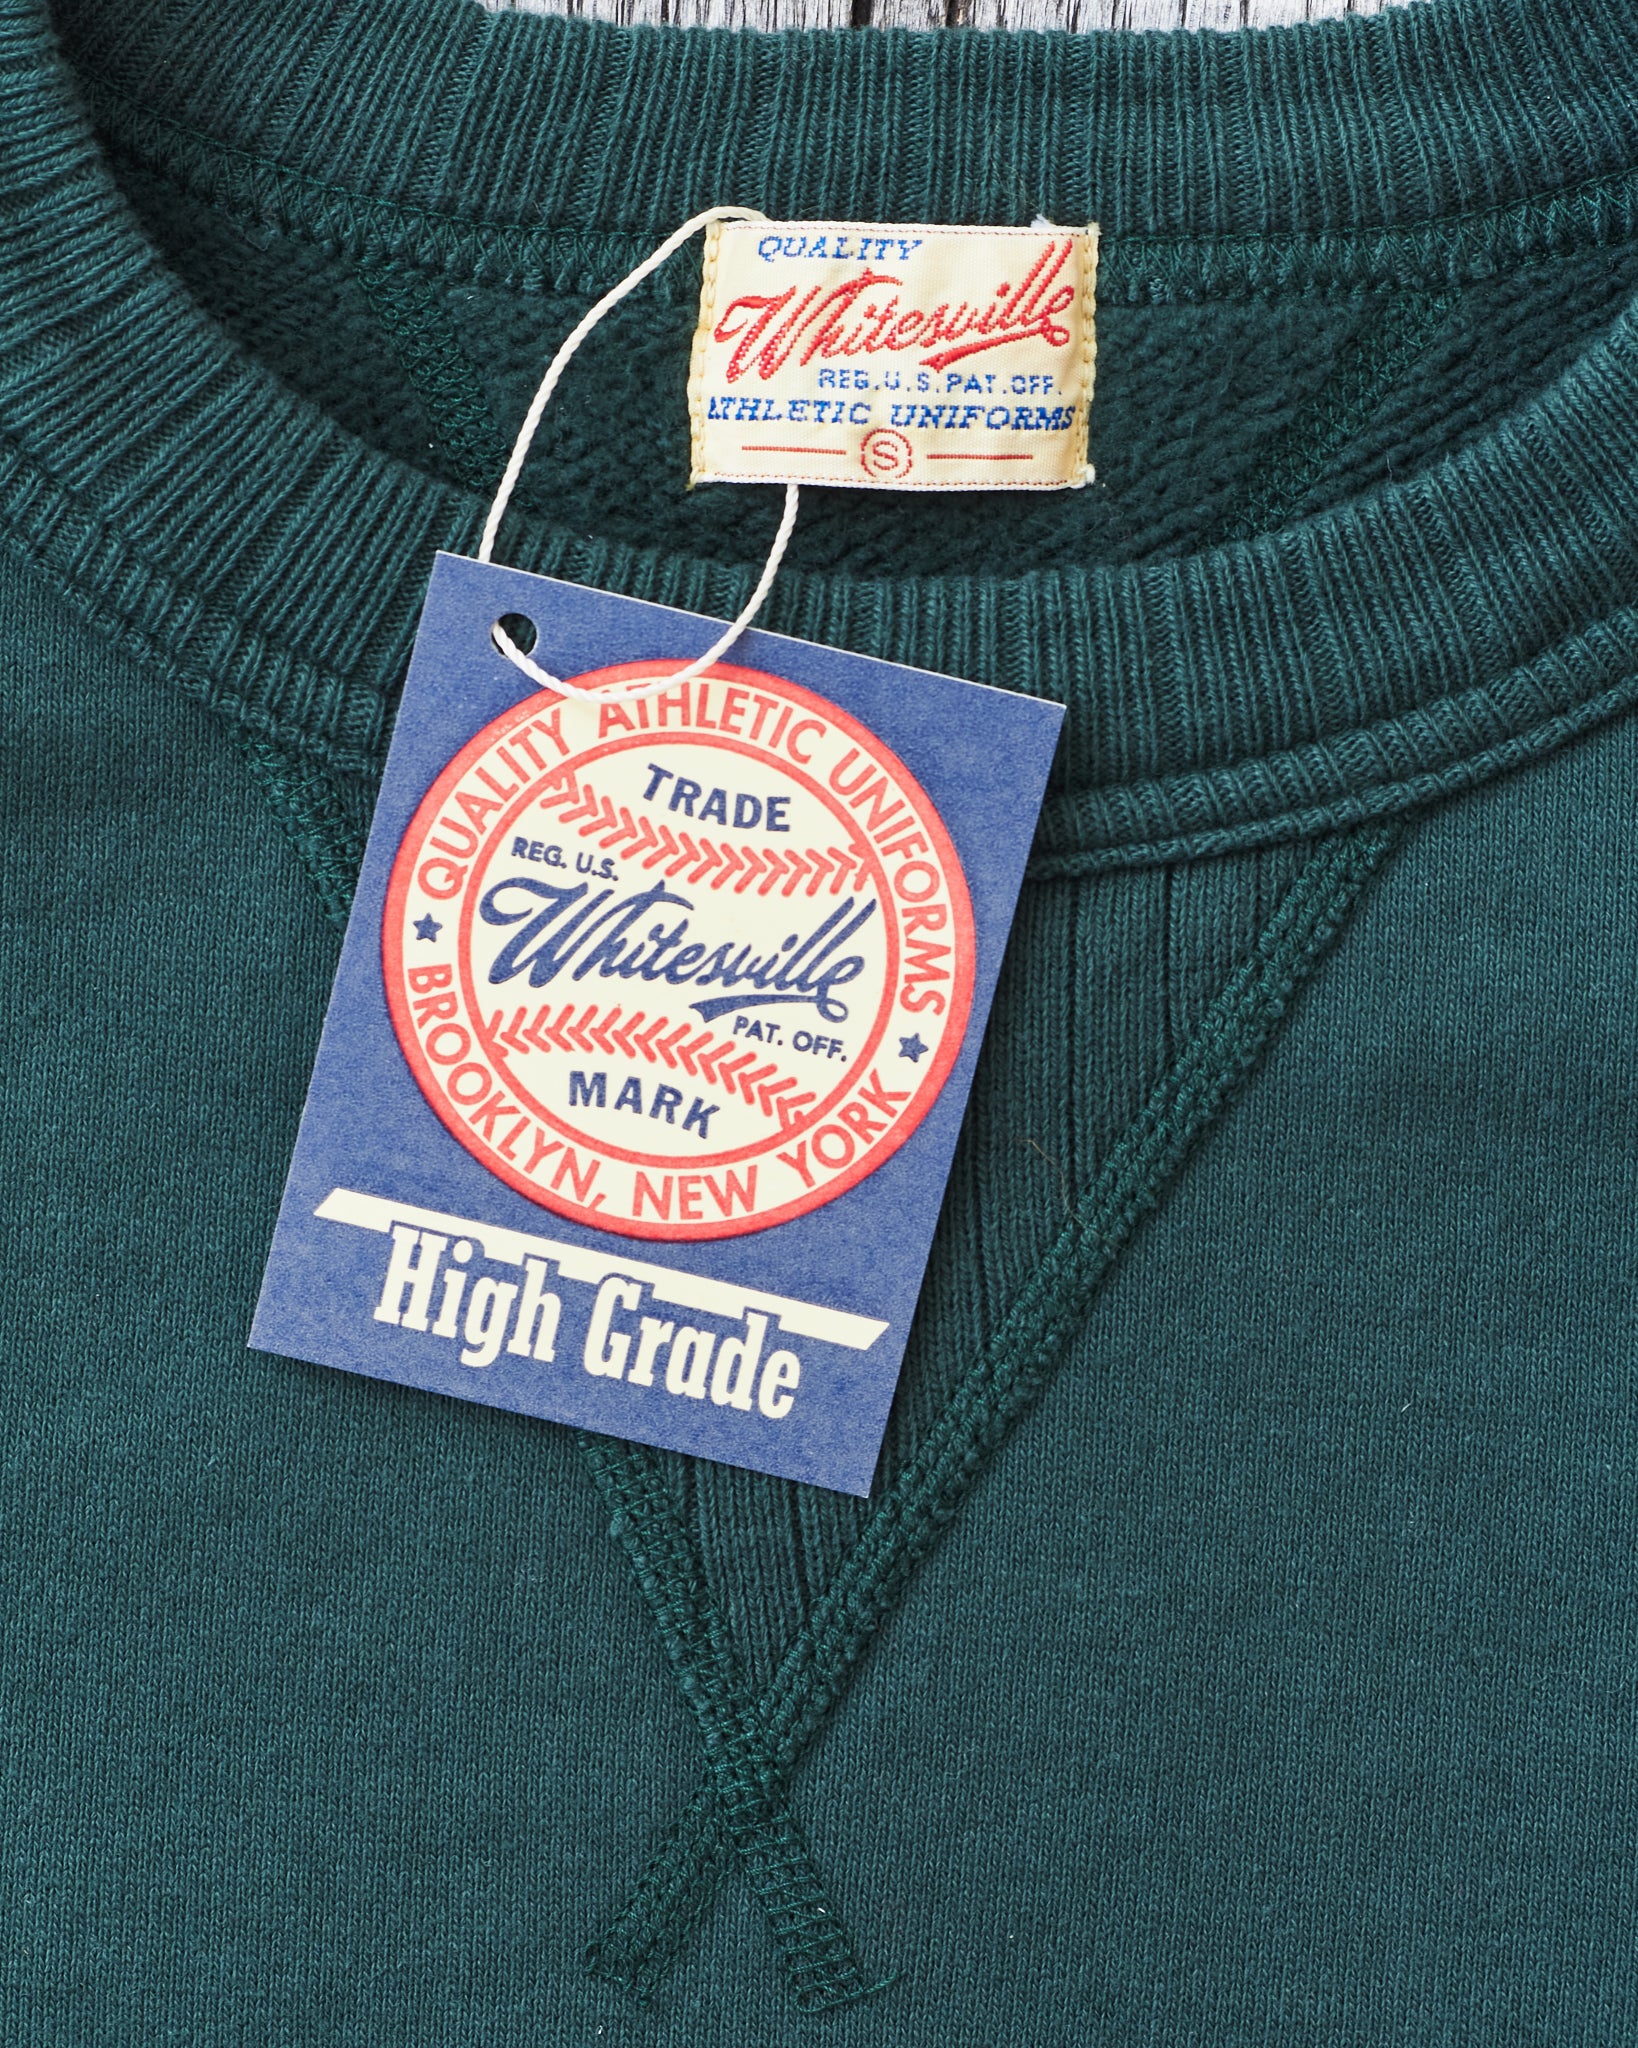 QUALITY
Whitesville
REG. U.S. PAT. OFF.
ATHLETIC UNIFORMS
S
QUALITY ATHLETIC UNIFORMS
TRADE
REG. U.S.
Whitesville
PAT. OFF.
MARK
BROOKLYN, NEW YORK
High Grade